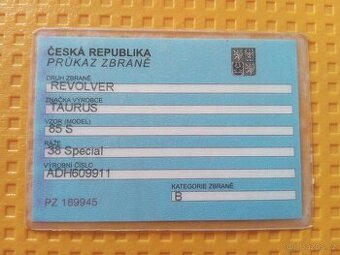 ČESKÁ REPUBLIKA
PRŮKAZ ZBRANĚ
DRUH ZBRANĚ
REVOLVER
ZNAČKA VÝROBCE
TAURUS
VZOR (MODEL)
85 S
RÁŽE
38 Special
VÝROBNÍ ČÍSLO
ADH609911
KATEGORIE ZBRANĚ
B
PZ 169945